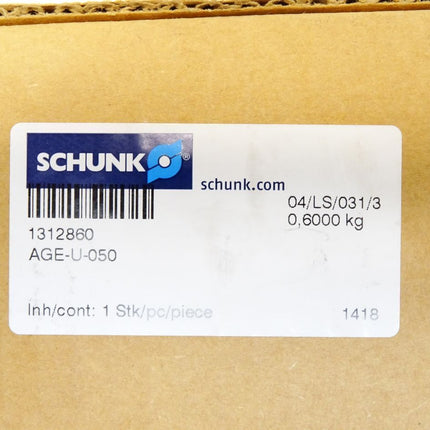 SCHUNK ®
schunk.com
04/LS/031/3
0,6000 kg
1312860
AGE-U-050
Inh/cont: 1 Stk/pc/piece
1418